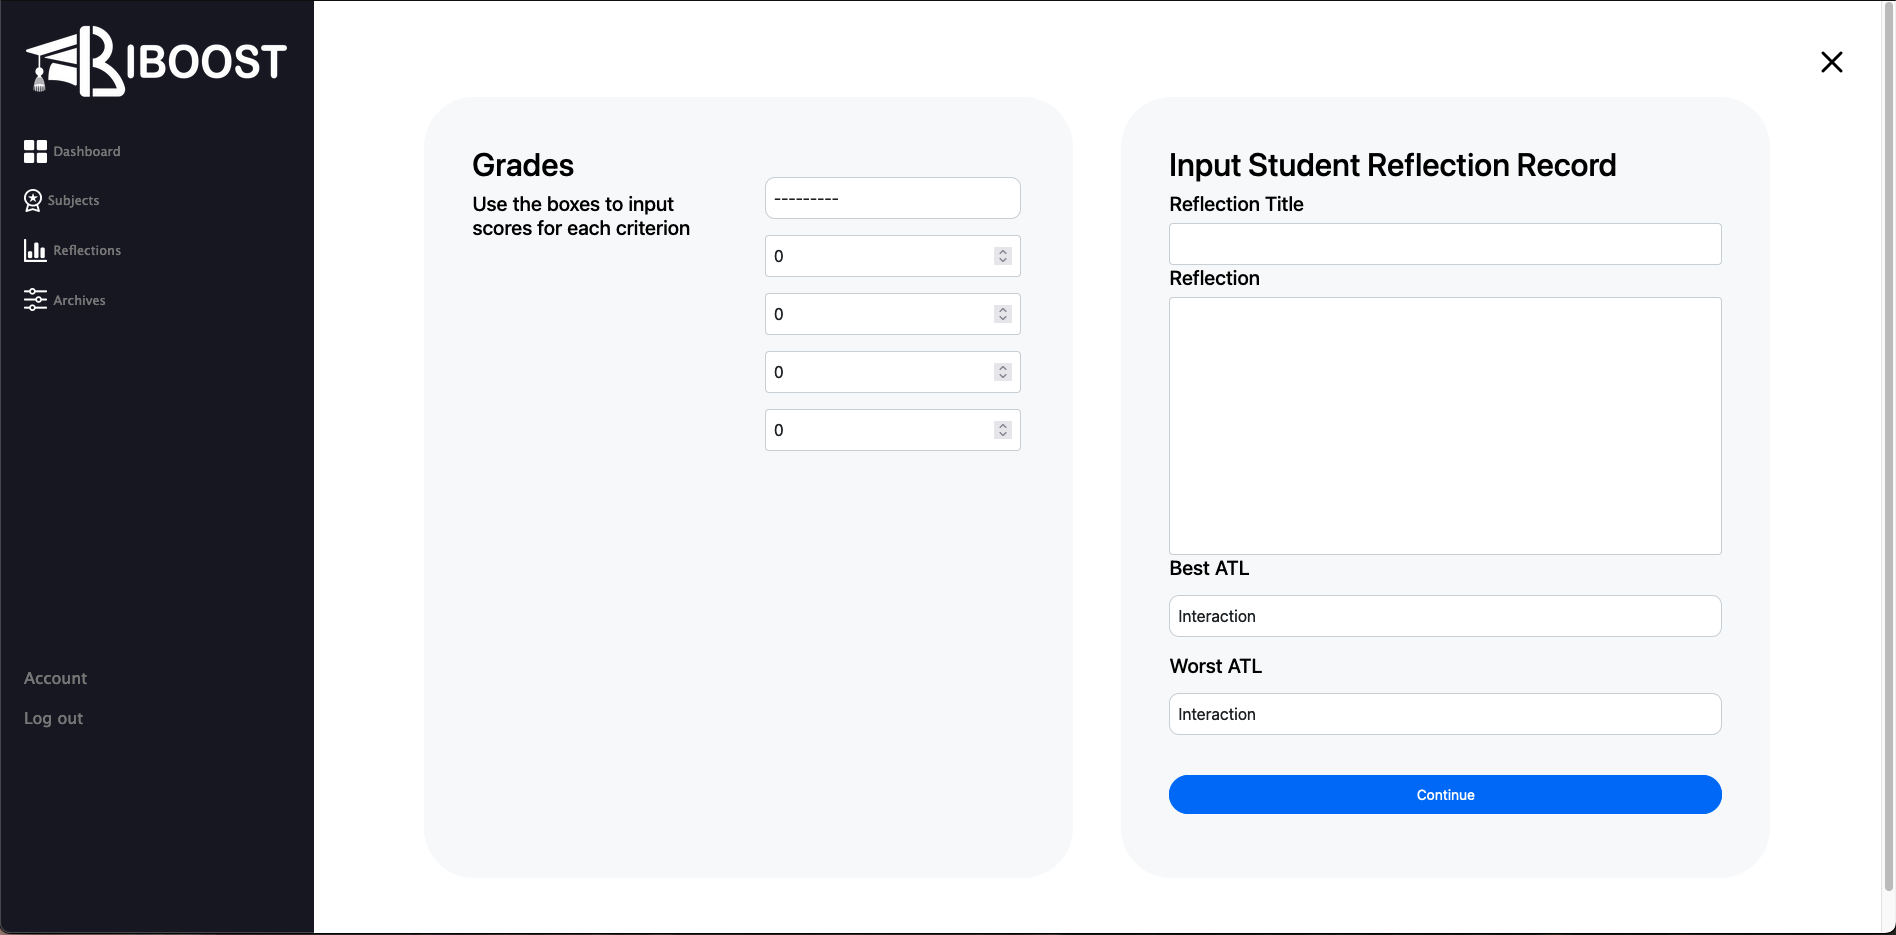 BIBOOST
Dashboard
Subjects
Reflections
Archives
Account
Log out
Grades
Use the boxes to input
scores for each criterion
---------
0
0
0
0
Input Student Reflection Record
Reflection Title
Reflection
Best ATL
Interaction
Worst ATL
Interaction
Continue